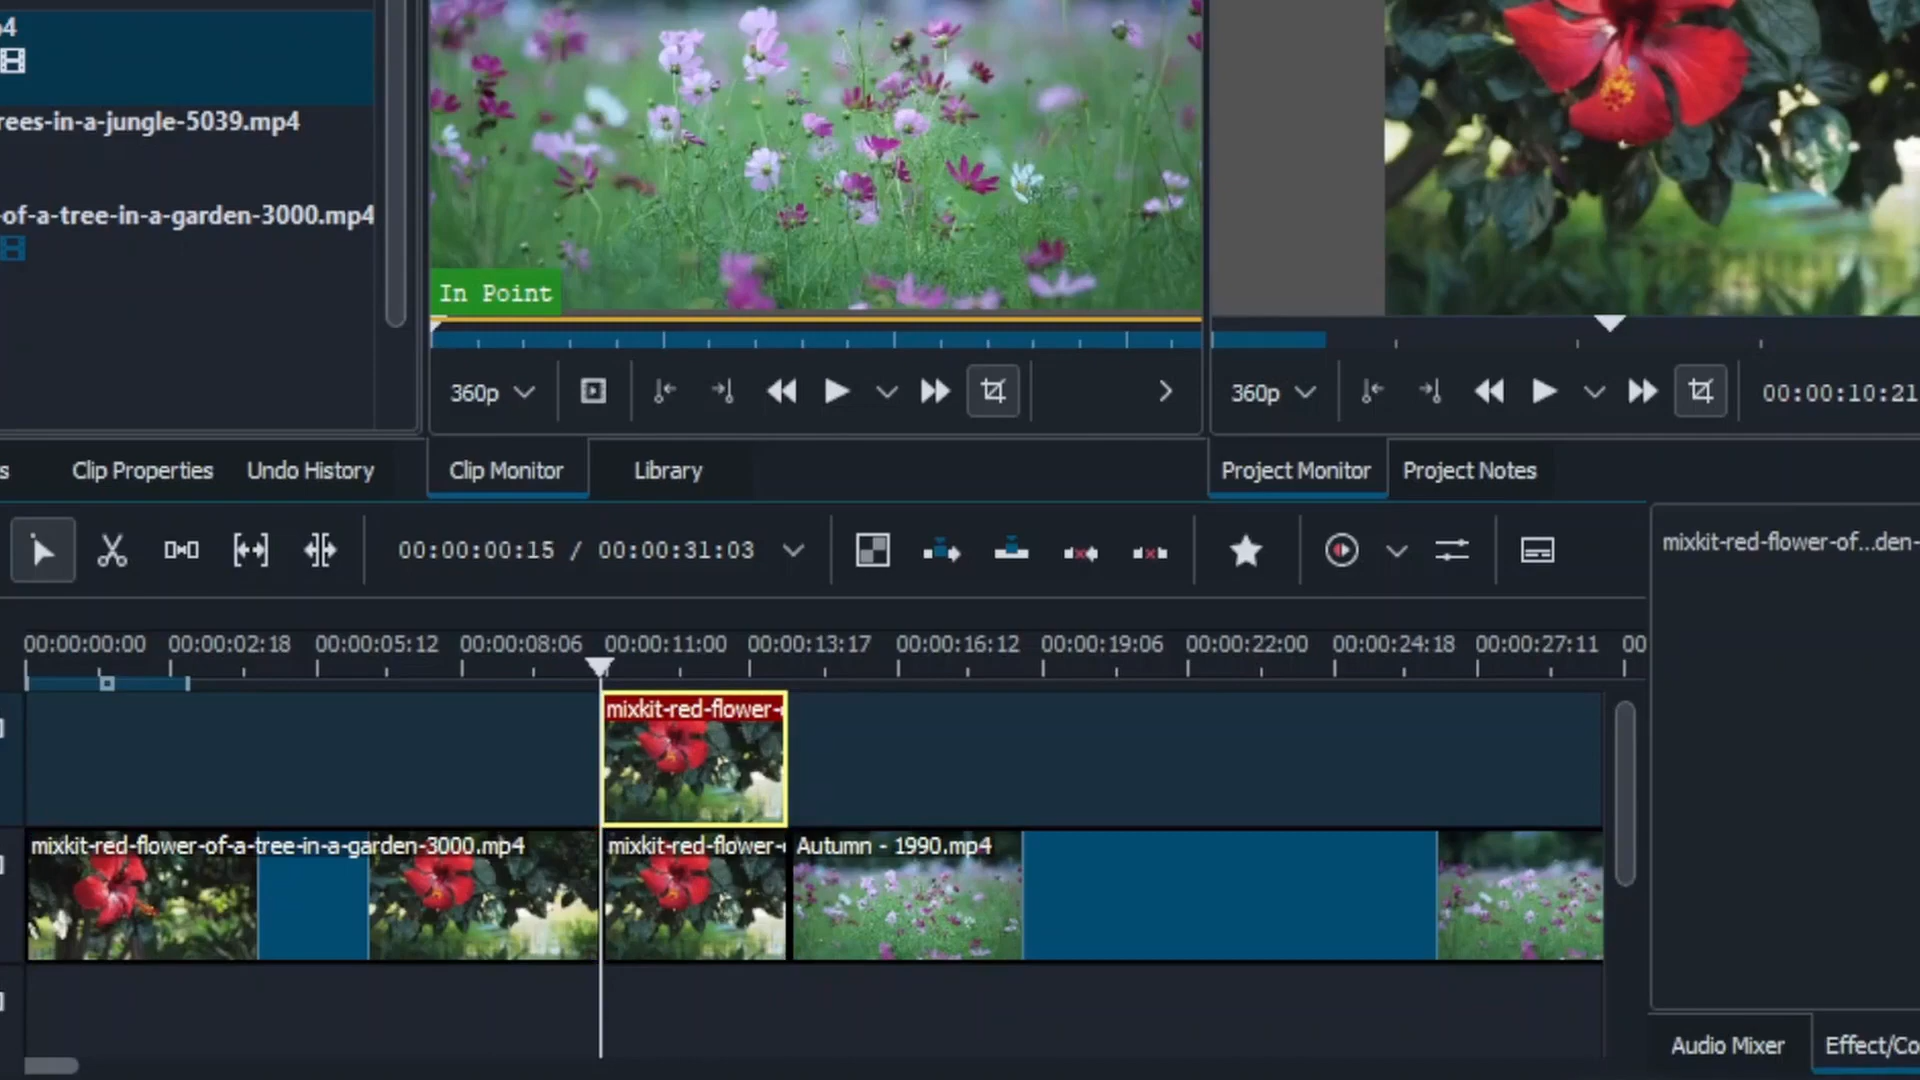 p4
rees-in-a-jungle-5039.mp4
-of-a-tree-in-a-garden-3000.mp4
In Point
360p
360p
00:00:10:21
s
Clip Properties
Undo History
Clip Monitor
Library
Project Monitor
Project Notes
00:00:00:15 / 00:00:31:03
mixkit-red-flower-of...den-
00:00:00:00 00:00:02:18 00:00:05:12 00:00:08:06 00:00:11:00 00:00:13:17 00:00:16:12 00:00:19:06 00:00:22:00 00:00:24:18 00:00:27:11 00
mixkit-red-flower-
mixkit-red-flower-of-a-tree-in-a-garden-3000.mp4
mixkit-red-flower-
Autumn - 1990.mp4
Audio Mixer
Effect/Co